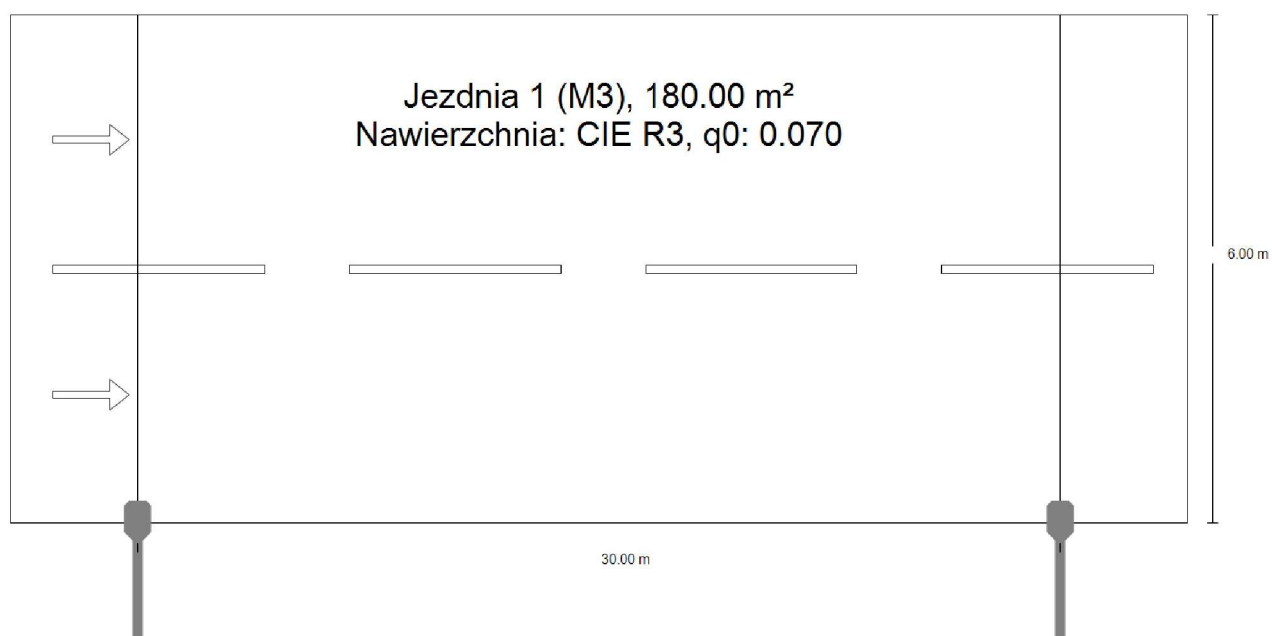 Jezdnia 1 (M3), 180.00 m²
Nawierzchnia: CIE R3, q0: 0.070
6.00 m
30.00 m